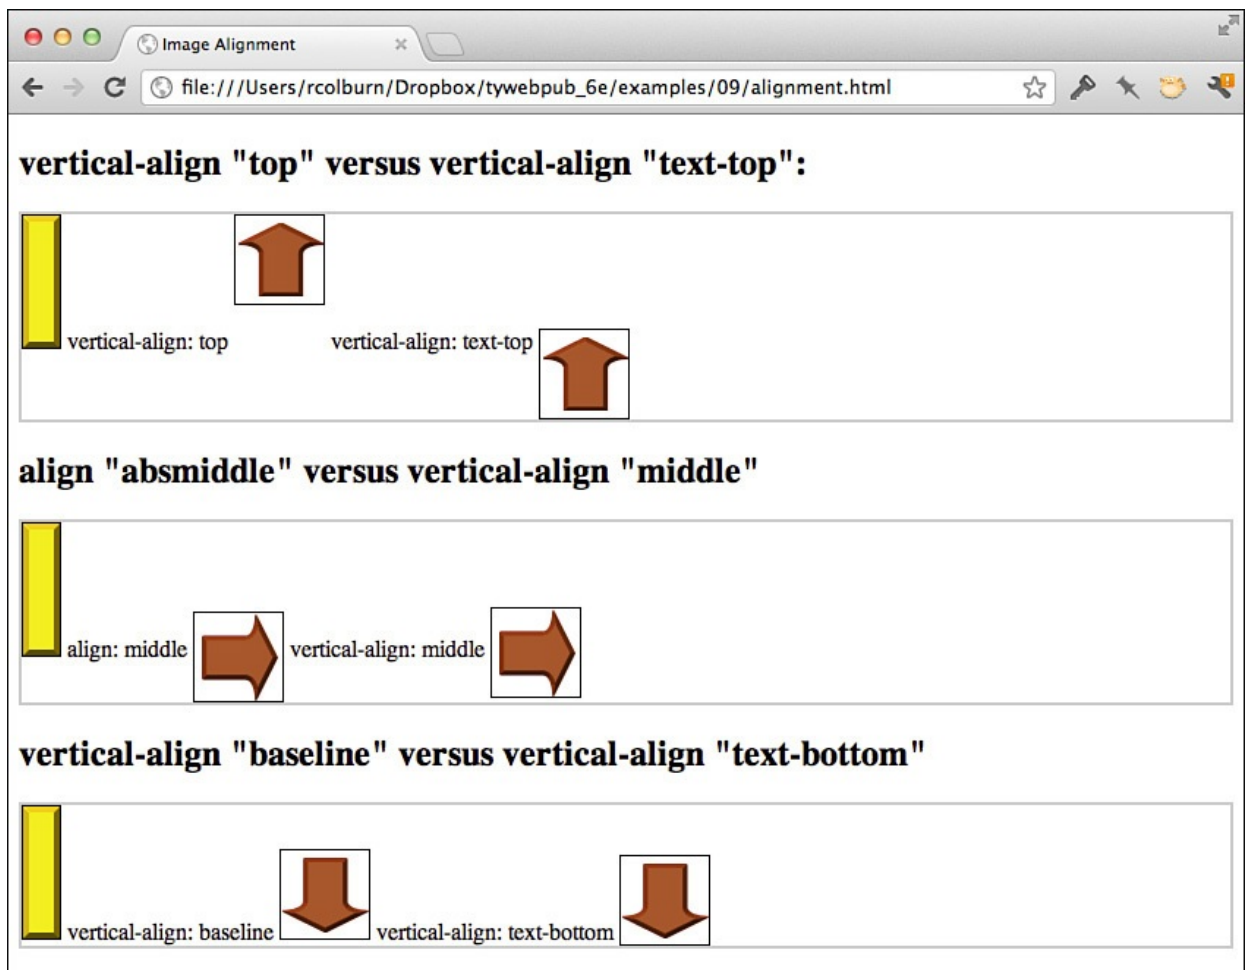 Image Alignment
file:///Users/rcolburn/Dropbox/tywebpub_6e/examples/09/alignment.html
vertical-align "top" versus vertical-align "text-top":
vertical-align: top vertical-align: text-top
align "absmiddle" versus vertical-align "middle"
align: middle vertical-align: middle
vertical-align "baseline" versus vertical-align "text-bottom"
vertical-align: baseline vertical-align: text-bottom